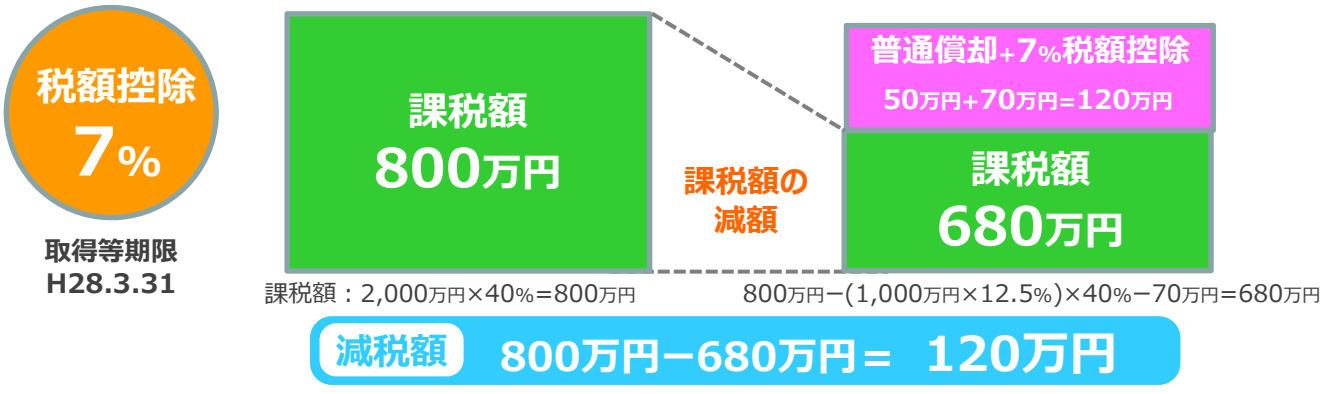 税額控除
7%
取得等期限
H28.3.31
課税額
800万円
課税額の
減額
普通償却+7%税額控除
50万円+70万円=120万円
課税額
680万円
課税額：2,000万円×40%=800万円
800万円−(1,000万円×12.5%)×40%−70万円=680万円
減税額 800万円−680万円= 120万円